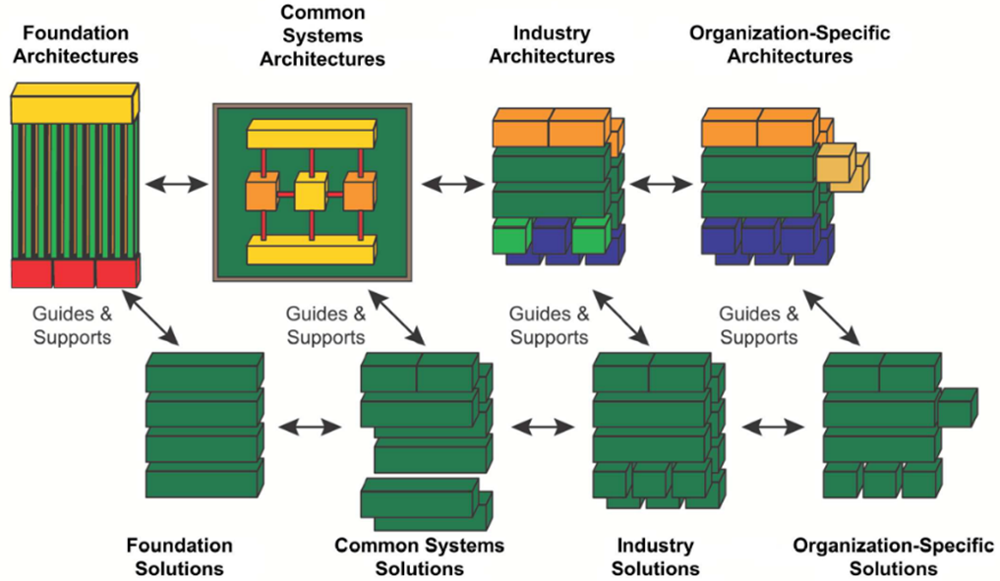 Foundation
Architectures
Common
Systems
Architectures
Industry
Architectures
Organization-Specific
Architectures
Guides &
Supports
Guides &
Supports
Guides &
Supports
Guides &
Supports
Foundation
Solutions
Common Systems
Solutions
Industry
Solutions
Organization-Specific
Solutions